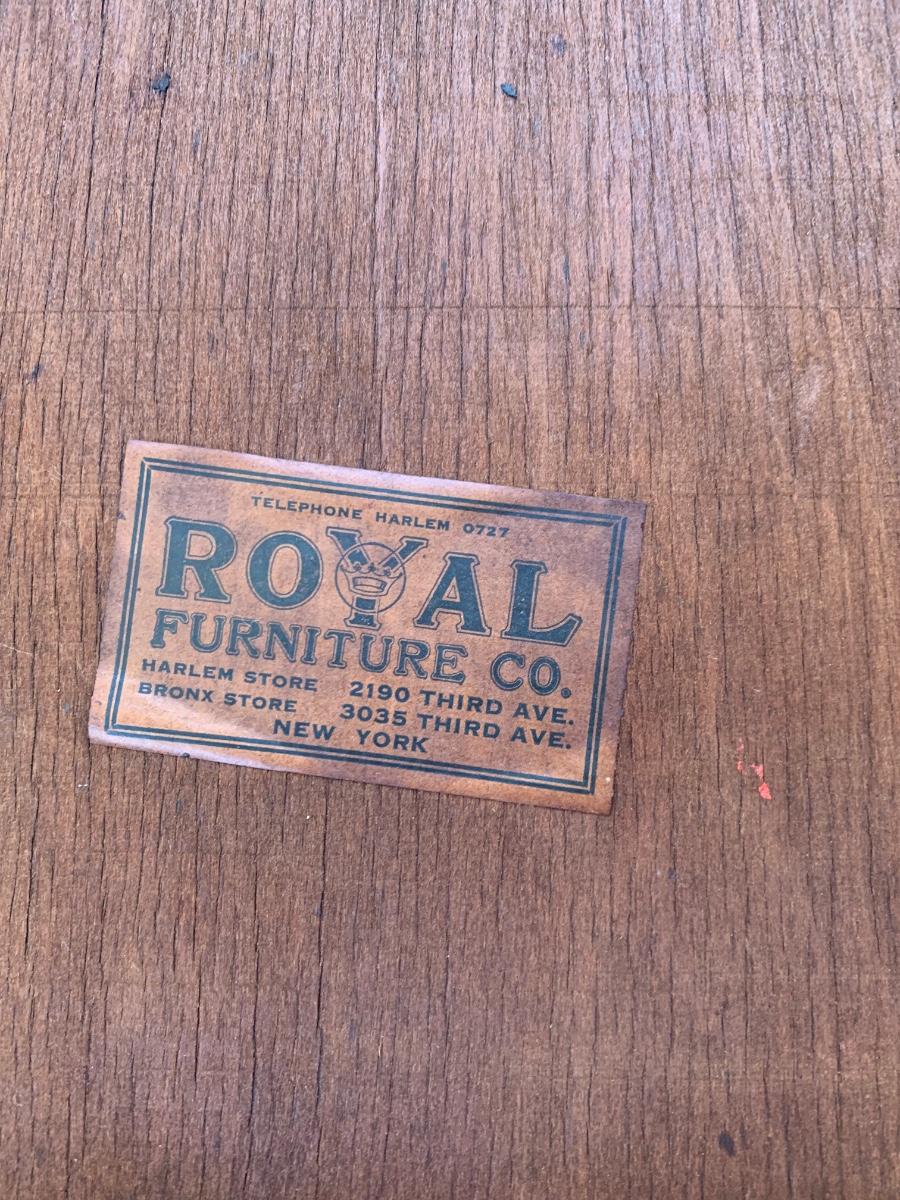 TELEPHONE HARLEM 0727
ROYAL
FURNITURE CO.
HARLEM STORE 2190 THIRD AVE.
BRONX STORE 3035 THIRD AVE.
NEW YORK